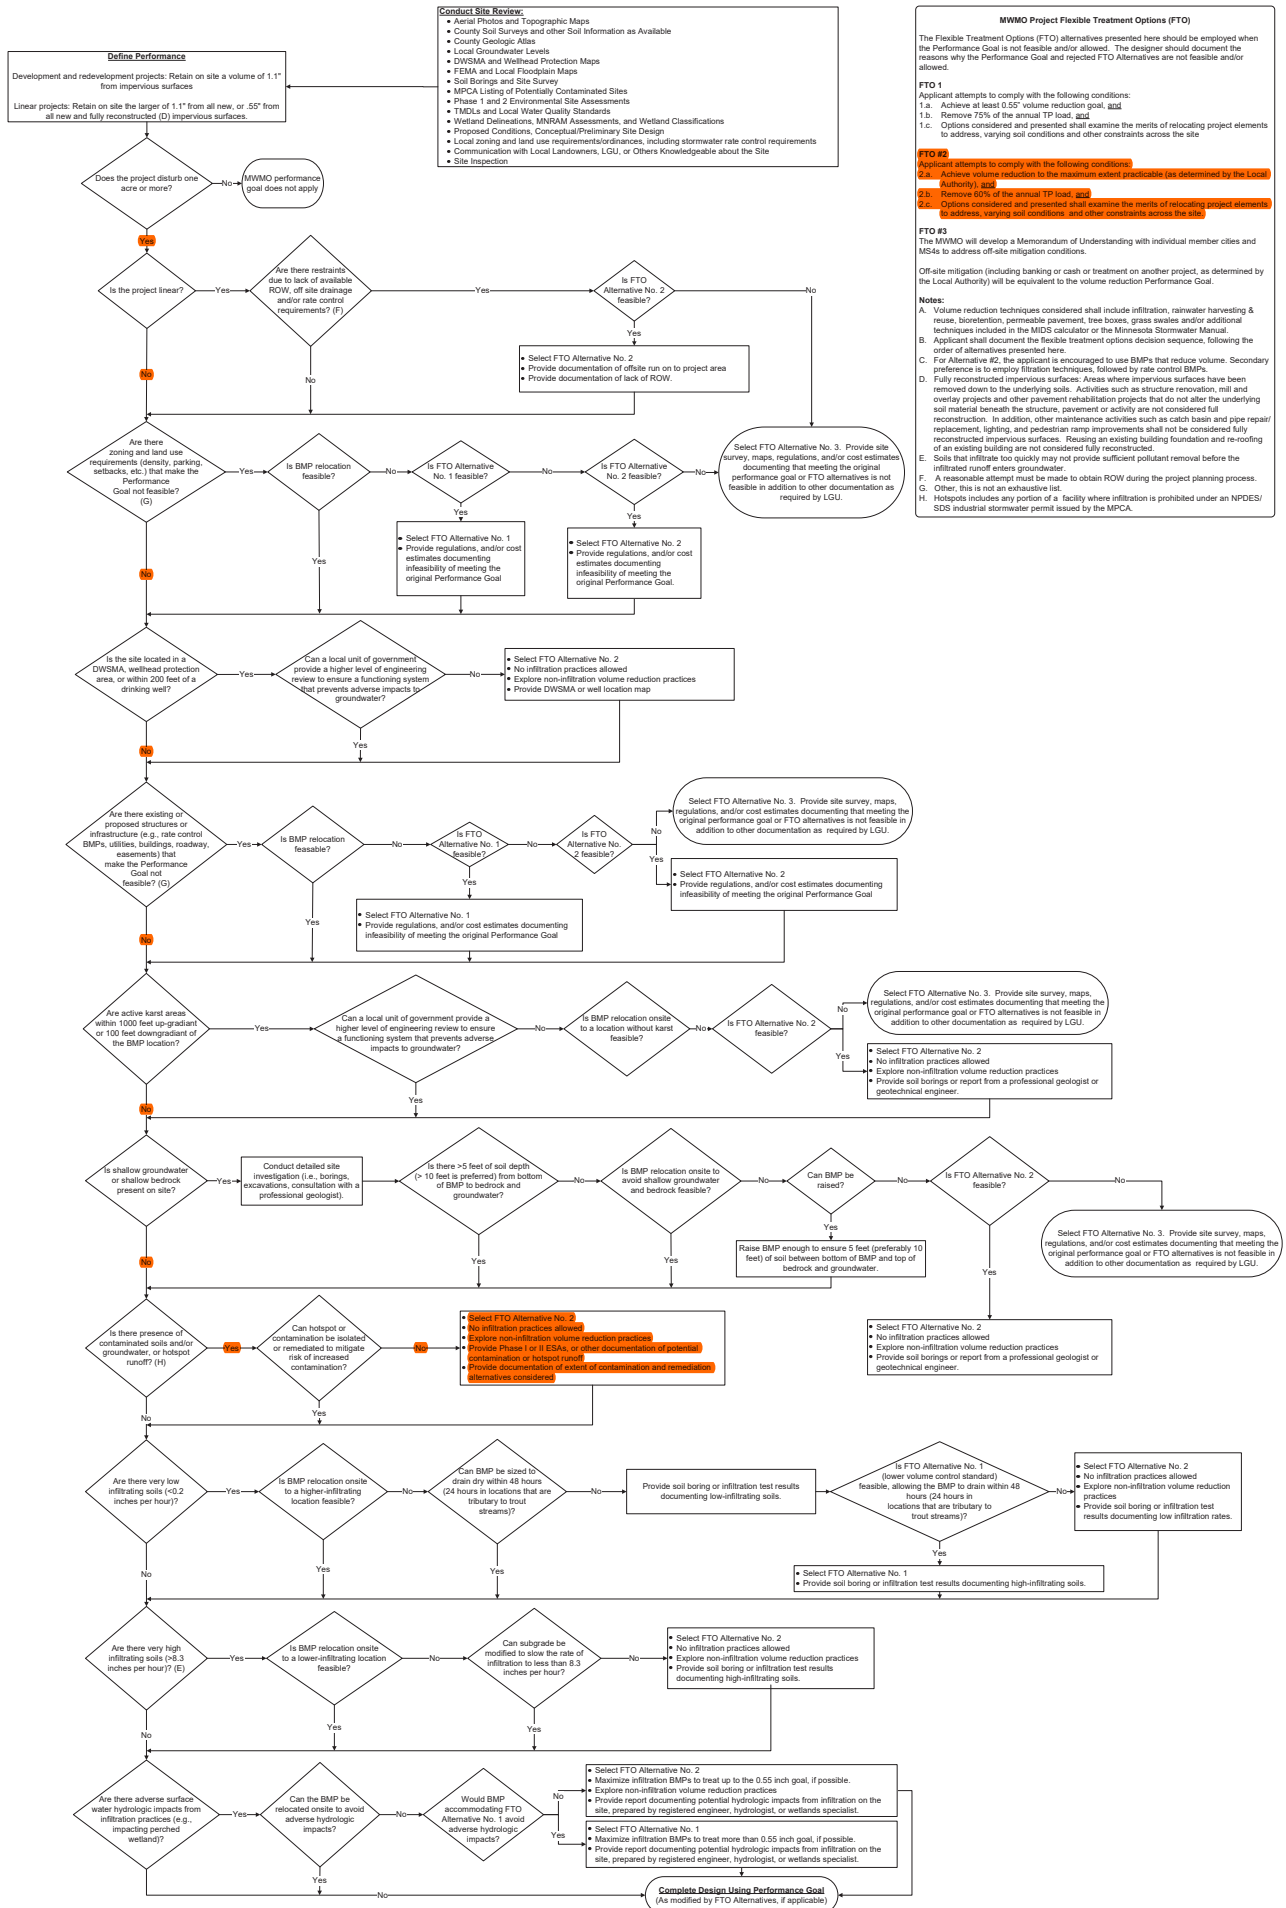 Conduct Site Review:
• Aerial Photos and Topographic Maps
• County Soil Surveys and other Soil Information as Available
• County Geologic Atlas
• Local Groundwater Levels
• DWSMA and Wellhead Protection Maps
• FEMA and Local Floodplain Maps
• Soil Borings and Site Survey
• MPCA Listing of Potentially Contaminated Sites
• Phase 1 and 2 Environmental Site Assessments
• TMDLs and Local Water Quality Standards
• Wetland Delineations, MNRAM Assessments, and Wetland Classifications
• Proposed Conditions, Conceptual/Preliminary Site Design
• Local zoning and land use requirements/ordinances, including stormwater rate control requirements
• Communication with Local Landowners, LGU, or Others Knowledgeable about the Site
• Site Inspection
Define Performance
Development and redevelopment projects: Retain on site a volume of 1.1"
from impervious surfaces
Linear projects: Retain on site the larger of 1.1" from all new, or .55" from
all new and fully reconstructed (D) impervious surfaces.
MWMO Project Flexible Treatment Options (FTO)
The Flexible Treatment Options (FTO) alternatives presented here should be employed when
the Performance Goal is not feasible and/or allowed. The designer should document the
reasons why the Performance Goal and rejected FTO Alternatives are not feasible and/or
allowed.
FTO 1
Applicant attempts to comply with the following conditions:
1.a. Achieve at least 0.55" volume reduction goal, and
1.b. Remove 75% of the annual TP load, and
1.c. Options considered and presented shall examine the merits of relocating project elements
to address, varying soil conditions and other constraints across the site
FTO #2
Applicant attempts to comply with the following conditions:
2.a. Achieve volume reduction to the maximum extent practicable (as determined by the Local
Authority), and
2.b. Remove 60% of the annual TP load, and
2.c. Options considered and presented shall examine the merits of relocating project elements
to address, varying soil conditions and other constraints across the site.
FTO #3
The MWMO will develop a Memorandum of Understanding with individual member cities and
MS4s to address off-site mitigation conditions.
Off-site mitigation (including banking or cash or treatment on another project, as determined by
the Local Authority) will be equivalent to the volume reduction Performance Goal.
Notes:
A. Volume reduction techniques considered shall include infiltration, rainwater harvesting &
reuse, bioretention, permeable pavement, tree boxes, grass swales and/or additional
techniques included in the MIDS calculator or the Minnesota Stormwater Manual.
B. Applicant shall document the flexible treatment options decision sequence, following the
order of alternatives presented here.
C. For Alternative #2, the applicant is encouraged to use BMPs that reduce volume. Secondary
preference is to employ filtration techniques, followed by rate control BMPs.
D. Fully reconstructed impervious surfaces: Areas where impervious surfaces have been
removed down to the underlying soils. Activities such as structure renovation, mill and
overlay projects and other pavement rehabilitation projects that do not alter the underlying
soil material beneath the structure, pavement or activity are not considered full
reconstruction. In addition, other maintenance activities such as catch basin and pipe repair/
replacement, lighting, and pedestrian ramp improvements shall not be considered fully
reconstructed impervious surfaces. Reusing an existing building foundation and re-roofing
of an existing building are not considered fully reconstructed.
E. Soils that infiltrate too quickly may not provide sufficient pollutant removal before the
infiltrated runoff enters groundwater.
F. A reasonable attempt must be made to obtain ROW during the project planning process.
G. Other, this is not an exhaustive list.
H. Hotspots includes any portion of a facility where infiltration is prohibited under an NPDES/
SDS industrial stormwater permit issued by the MPCA.
Does the project disturb one
acre or more?
No
MWMO performance
goal does not apply
Yes
Is the project linear?
Yes
Are there restraints
due to lack of available
ROW, off site drainage
and/or rate control
requirements? (F)
Yes
Is FTO
Alternative No. 2
feasible?
No
Yes
• Select FTO Alternative No. 2
• Provide documentation of offsite run on to project area
• Provide documentation of lack of ROW.
No
No
Are there
zoning and land use
requirements (density, parking,
setbacks, etc.) that make the
Performance
Goal not feasible?
(G)
Yes
Is BMP relocation
feasible?
No
Is FTO Alternative
No. 1 feasible?
No
Is FTO Alternative
No. 2 feasible?
No
Select FTO Alternative No. 3. Provide site
survey, maps, regulations, and/or cost estimates
documenting that meeting the original
performance goal or FTO alternatives is not
feasible in addition to other documentation as
required by LGU.
Yes
Yes
• Select FTO Alternative No. 1
• Provide regulations, and/or cost
estimates documenting
infeasibility of meeting the
original Performance Goal
• Select FTO Alternative No. 2
• Provide regulations, and/or cost
estimates documenting
infeasibility of meeting the
original Performance Goal.
Yes
No
Is the site located in a
DWSMA, wellhead protection
area, or within 200 feet of a
drinking well?
Yes
Can a local unit of government
provide a higher level of engineering
review to ensure a functioning system
that prevents adverse impacts to
groundwater?
No
• Select FTO Alternative No. 2
• No infiltration practices allowed
• Explore non-infiltration volume reduction practices
• Provide DWSMA or well location map
Yes
No
Are there existing or
proposed structures or
infrastructure (e.g., rate control
BMPs, utilities, buildings, roadway,
easements) that
make the Performance
Goal not
feasible? (G)
Yes
Is BMP relocation
feasable?
No
Is FTO
Alternative No. 1
feasible?
No
Is FTO
Alternative No.
2 feasible?
No
Select FTO Alternative No. 3. Provide site survey, maps,
regulations, and/or cost estimates documenting that meeting the
original performance goal or FTO alternatives is not feasible in
addition to other documentation as required by LGU.
Yes
• Select FTO Alternative No. 2
• Provide regulations, and/or cost estimates documenting
infeasibility of meeting the original Performance Goal
Yes
• Select FTO Alternative No. 1
• Provide regulations, and/or cost estimates documenting
infeasibility of meeting the original Performance Goal
Yes
No
Are active karst areas
within 1000 feet up-gradiant
or 100 feet downgradiant of
the BMP location?
Yes
Can a local unit of government provide a
higher level of engineering review to ensure
a functioning system that prevents adverse
impacts to groundwater?
No
Is BMP relocation onsite
to a location without karst
feasible?
No
Is FTO Alternative No. 2
feasible?
No
Select FTO Alternative No. 3. Provide site survey, maps,
regulations, and/or cost estimates documenting that meeting the
original performance goal or FTO alternatives is not feasible in
addition to other documentation as required by LGU.
Yes
• Select FTO Alternative No. 2
• No infiltration practices allowed
• Explore non-infiltration volume reduction practices
• Provide soil borings or report from a professional geologist or
geotechnical engineer.
Yes
No
Is shallow groundwater
or shallow bedrock
present on site?
Yes
Conduct detailed site
investigation (i.e., borings,
excavations, consultation with a
professional geologist).
Is there >5 feet of soil depth
(> 10 feet is preferred) from bottom
of BMP to bedrock and
groundwater?
No
Is BMP relocation onsite to
avoid shallow groundwater
and bedrock feasible?
No
Can BMP be
raised?
No
Is FTO Alternative No. 2
feasible?
No
Select FTO Alternative No. 3. Provide site survey, maps,
regulations, and/or cost estimates documenting that meeting the
original performance goal or FTO alternatives is not feasible in
addition to other documentation as required by LGU.
Yes
Raise BMP enough to ensure 5 feet (preferably 10
feet) of soil between bottom of BMP and top of
bedrock and groundwater.
Yes
Yes
Yes
• Select FTO Alternative No. 2
• No infiltration practices allowed
• Explore non-infiltration volume reduction practices
• Provide soil borings or report from a professional geologist or
geotechnical engineer.
No
Is there presence of
contaminated soils and/or
groundwater, or hotspot
runoff? (H)
Yes
Can hotspot or
contamination be isolated
or remediated to mitigate
risk of increased
contamination?
No
• Select FTO Alternative No. 2
• No infiltration practices allowed
• Explore non-infiltration volume reductions practices
• Provide Phase I or II ESAs, or other documentation of potential
contamination or hotspot runoff
• Provide documentation of extent of contamination and remediation
alternatives considered
Yes
No
Are there very low
infiltrating soils (<0.2
inches per hour)?
Yes
Is BMP relocation onsite
to a higher-infiltrating
location feasible?
No
Can BMP be sized to
drain dry within 48 hours
(24 hours in locations that are
tributary to trout
streams)?
No
Provide soil boring or infiltration test results
documenting low-infiltrating soils.
Is FTO Alternative No. 1
(lower volume control standard)
feasible, allowing the BMP to drain within 48
hours (24 hours in
locations that are tributary to
trout streams)?
No
• Select FTO Alternative No. 2
• No infiltration practices allowed
• Explore non-infiltration volume reduction
practices
• Provide soil boring or infiltration test
results documenting low infiltration rates.
Yes
• Select FTO Alternative No. 1
• Provide soil boring or infiltration test results documenting high-infiltrating soils.
Yes
Yes
No
Are there very high
infiltrating soils (>8.3
inches per hour)? (E)
Yes
Is BMP relocation onsite
to a lower-infiltrating location
feasible?
No
Can subgrade be
modified to slow the rate of
infiltration to less than 8.3
inches per hour?
No
• Select FTO Alternative No. 2
• No infiltration practices allowed
• Explore non-infiltration volume reduction practices
• Provide soil boring or infiltration test results
documenting high-infiltrating soils.
Yes
Yes
No
Are there adverse surface
water hydrologic impacts from
infiltration practices (e.g.,
impacting perched
wetland)?
Yes
Can the BMP be
relocated onsite to avoid
adverse hydrologic
impacts?
No
Would BMP
accommodating FTO
Alternative No. 1 avoid
adverse hydrologic
impacts?
No
• Select FTO Alternative No. 2
• Maximize infiltration BMPs to treat up to the 0.55 inch goal, if possible.
• Explore non-infiltration volume reduction practices
• Provide report documenting potential hydrologic impacts from infiltration on the
site, prepared by registered engineer, hydrologist, or wetlands specialist.
Yes
• Select FTO Alternative No. 1
• Maximize infiltration BMPs to treat more than 0.55 inch goal, if possible.
• Provide report documenting potential hydrologic impacts from infiltration on the
site, prepared by registered engineer, hydrologist, or wetlands specialist.
Yes
No
Complete Design Using Performance Goal
(As modified by FTO Alternatives, if applicable)